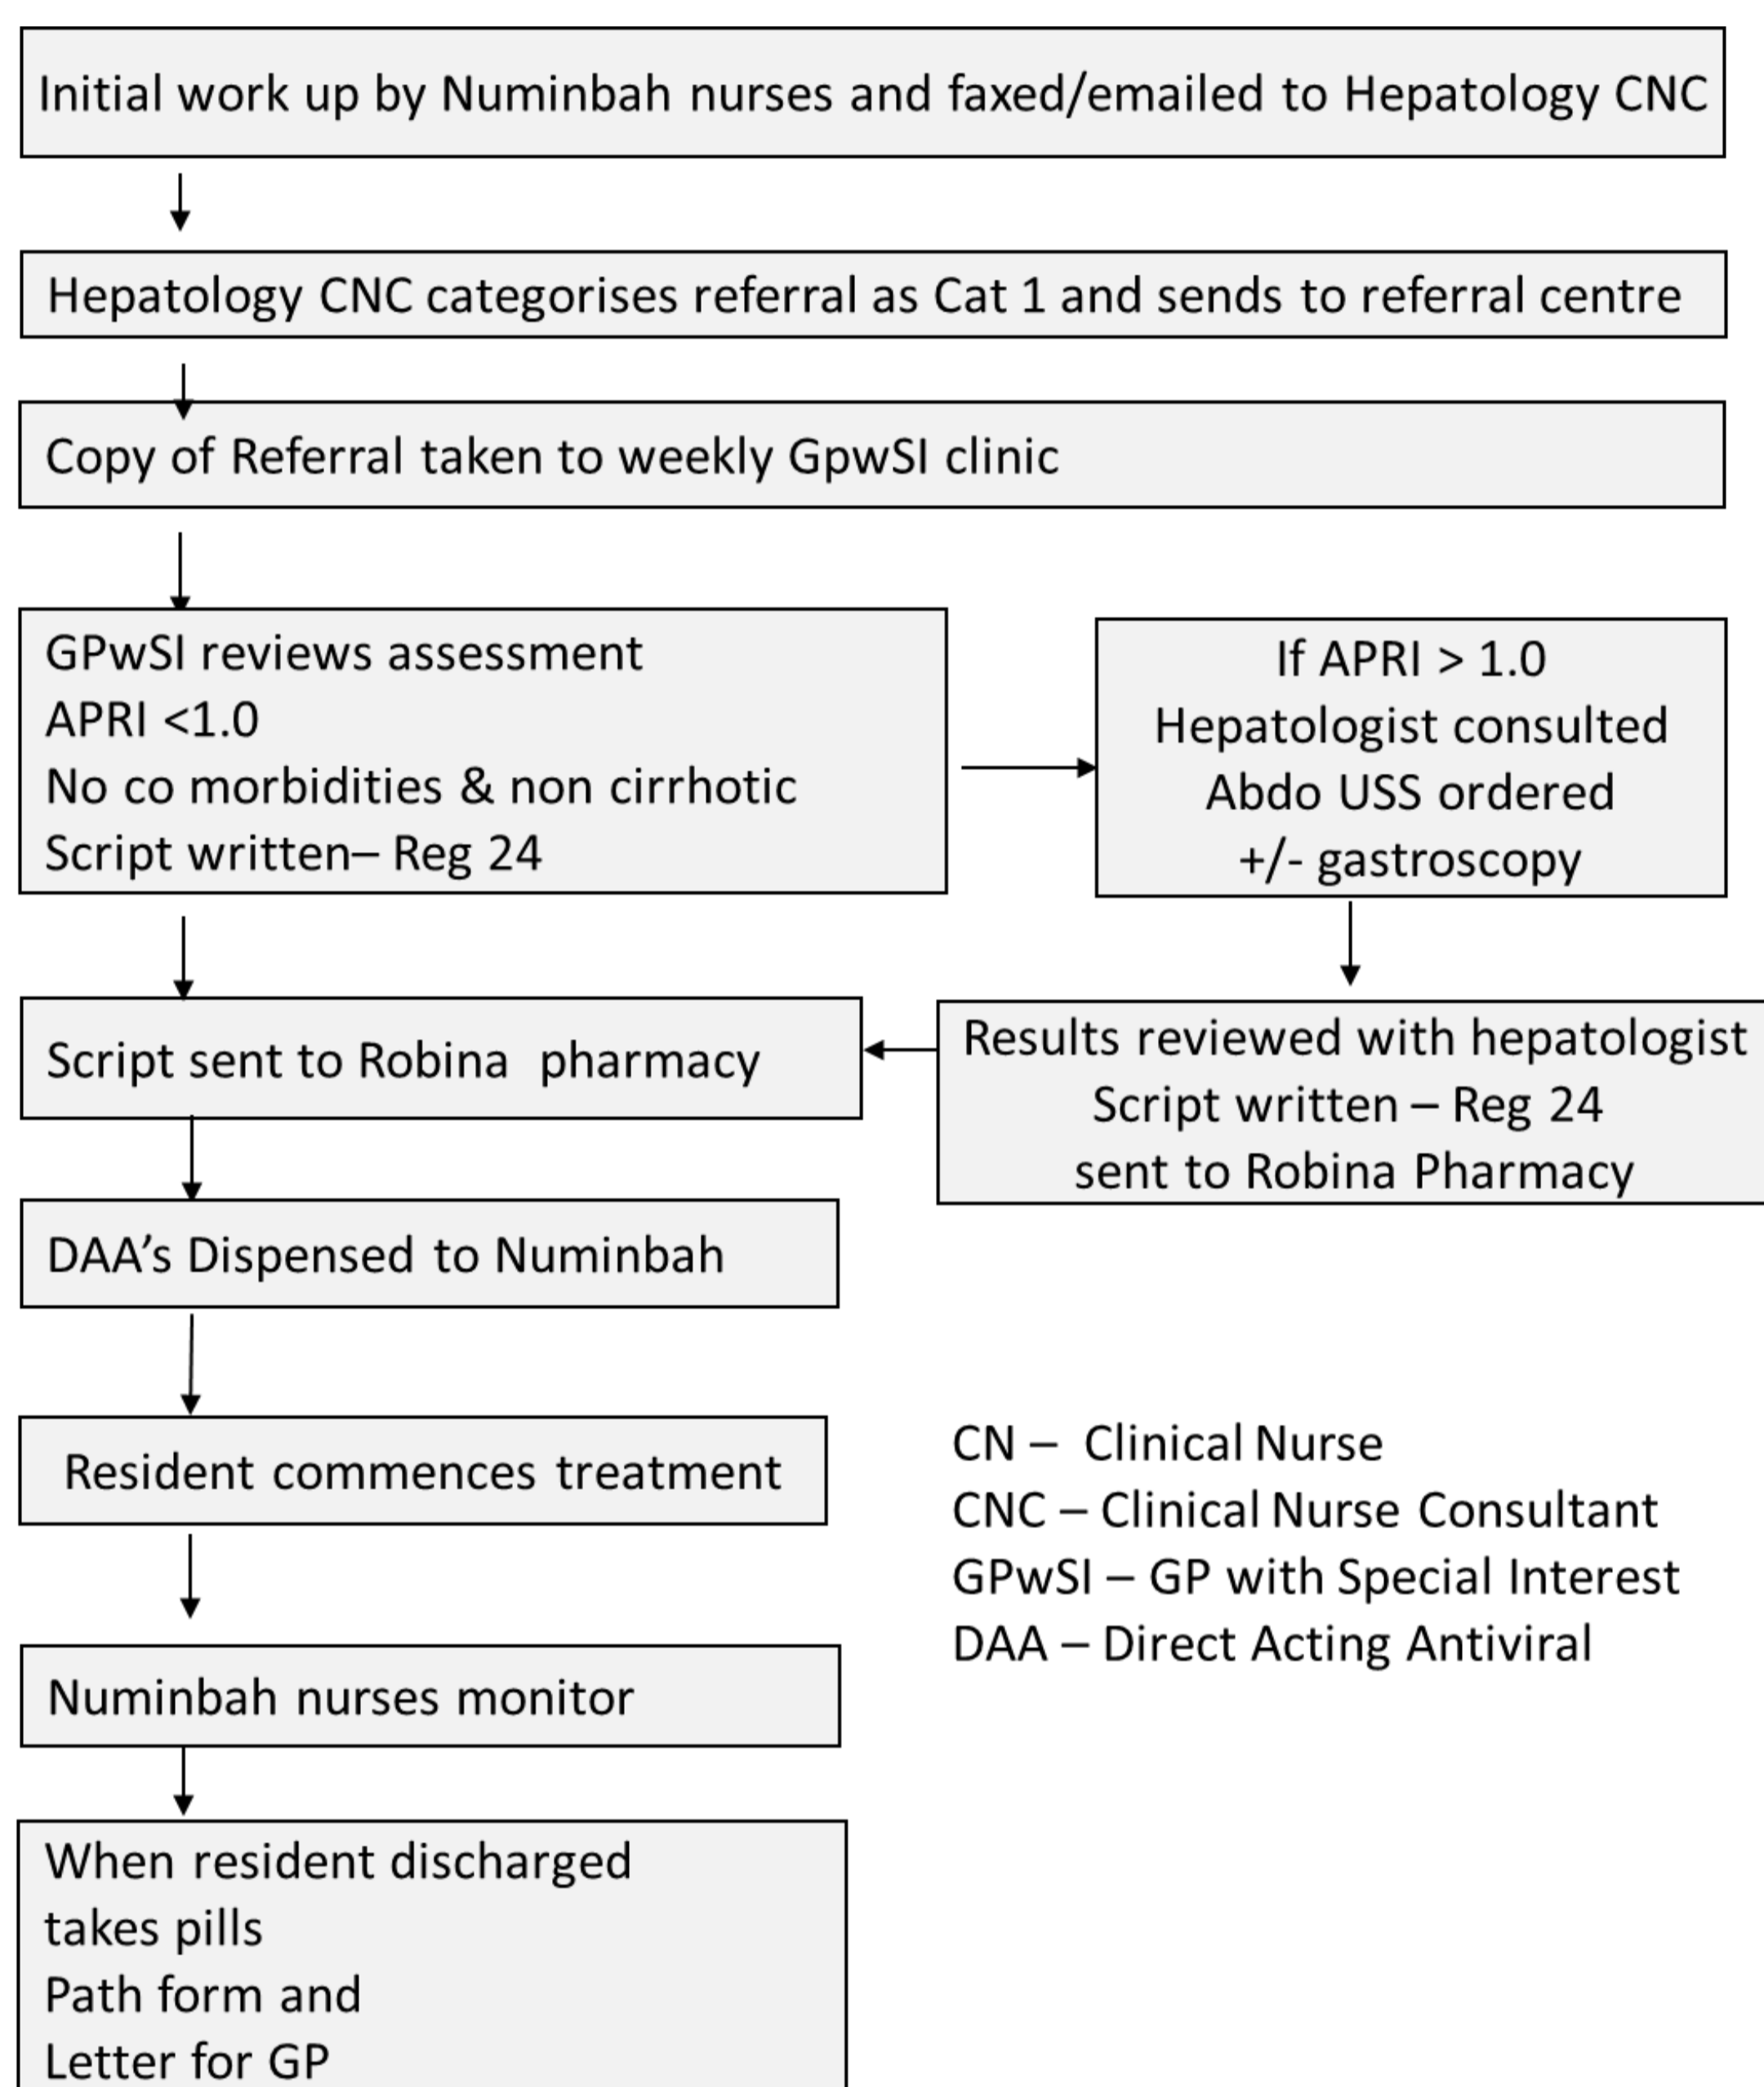 Initial work up by Numinbah nurses and faxed/emailed to Hepatology CNC
Hepatology CNC categorises referral as Cat 1 and sends to referral centre
Copy of Referral taken to weekly GpwSI clinic
GPwSI reviews assessment
APRI <1.0
No co morbidities & non cirrhotic
Script written– Reg 24
If APRI > 1.0
Hepatologist consulted
Abdo USS ordered
+/- gastroscopy
Script sent to Robina pharmacy
Results reviewed with hepatologist
Script written – Reg 24
sent to Robina Pharmacy
DAA’s Dispensed to Numinbah
Resident commences treatment
CN – Clinical Nurse
CNC – Clinical Nurse Consultant
GPwSI – GP with Special Interest
DAA – Direct Acting Antiviral
Numinbah nurses monitor
When resident discharged
takes pills
Path form and
Letter for GP